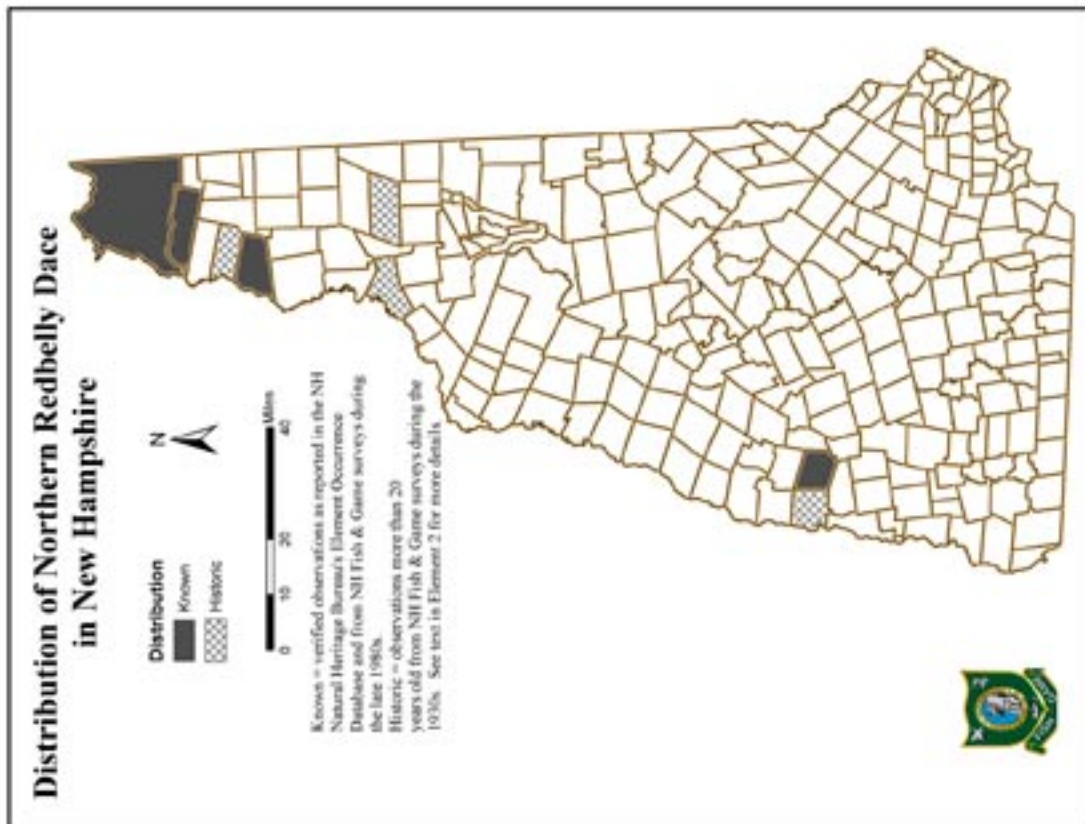 Distribution of Northern Redbelly Dace
in New Hampshire
N
Distribution
Known
Historic
0 10 20 40
Miles
Known = verified observations as reported in the NH
Natural Heritage Bureau's Element Occurrence
Database and from NH Fish & Game surveys during
the late 1980s.
Historic = observations more than 20
years old from NH Fish & Game surveys during the
1930s. See text in Element 2 for more details